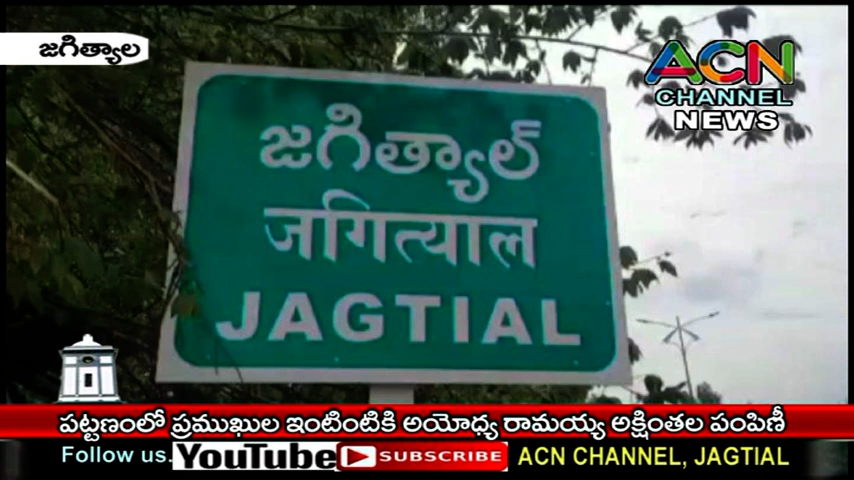 జగిత్యాల
ACN
CHANNEL
NEWS
జగిత్యాల్
जगित्याल
JAGTIAL
పట్టణంలో ప్రముఖుల ఇంటింటికి అయోధ్య రామయ్య అక్షింతల పంపిణీ
Follow us. YouTube SUBSCRIBE ACN CHANNEL, JAGTIAL